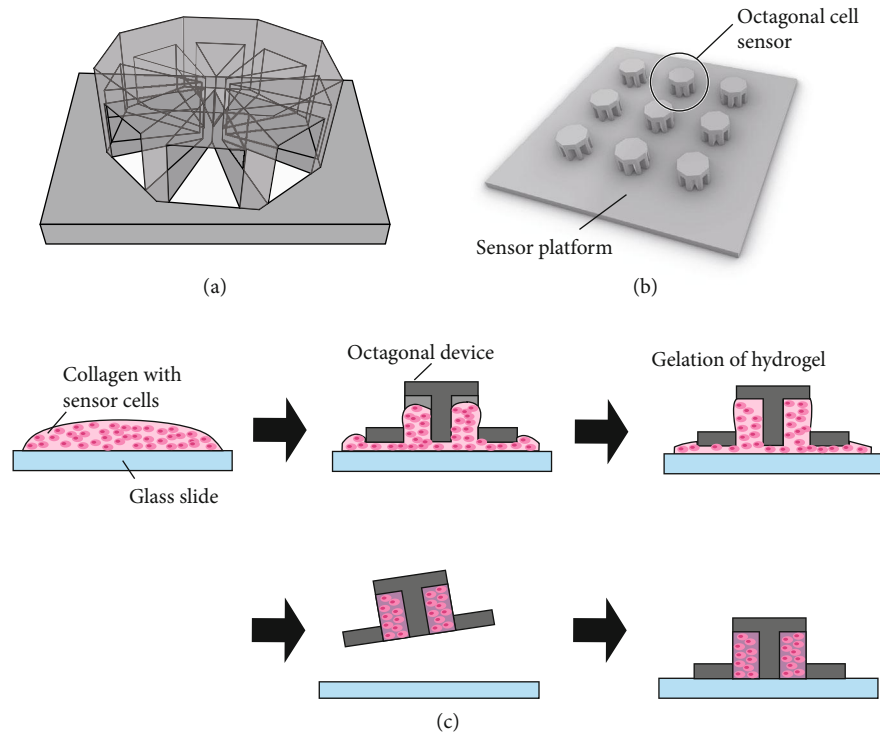 Octagonal cell
sensor
Sensor platform
(a)
(b)
Octagonal device
Gelation of hydrogel
Collagen with
sensor cells
Glass slide
(c)